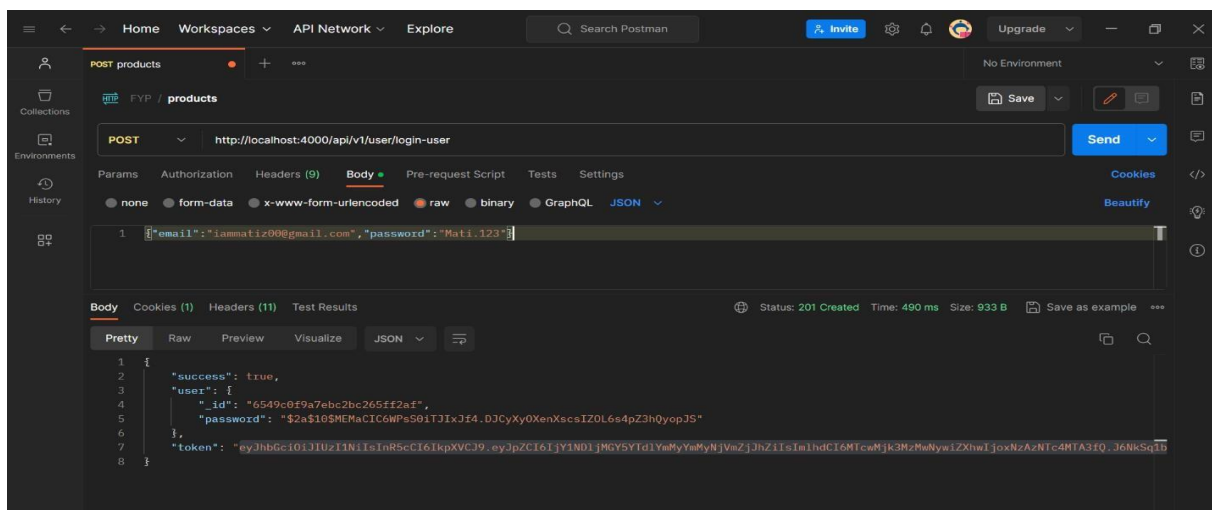 Home Workspaces API Network Explore Search Postman Invite Upgrade
POST products No Environment
HTTP FYP / products Save
Collections
POST http://localhost:4000/api/v1/user/login-user Send
Environments
Params Authorization Headers (9) Body Pre-request Script Tests Settings Cookies
History
none form-data x-www-form-urlencoded raw binary GraphQL JSON Beautify
1 {"email":"iammatiz00@gmail.com","password":"Mati.123"}
Body Cookies (1) Headers (11) Test Results Status: 201 Created Time: 490 ms Size: 933 B Save as example
Pretty Raw Preview Visualize JSON
1 {
2 "success": true,
3 "user": {
4 "_id": "6549c0f9a7ebc2bc265ff2af",
5 "password": "$2a$10$MEMaCIC6WPsS0iTJIxJf4.DJCyXyOXenXscsIZOL6s4pZ3hQyopJS"
6 },
7 "token": "eyJhbGciOiJIUzI1NiIsInR5cCI6IkpXVCJ9.eyJpZCI6IjY1NDljMGY5YTdlYmMyYmMyNjVmZjJhZiIsImlhdCI6MTcwMjk3MzMwNywiZXhwIjoxNzAzNTc4MTA3fQ.J6NkSq1b
8 }